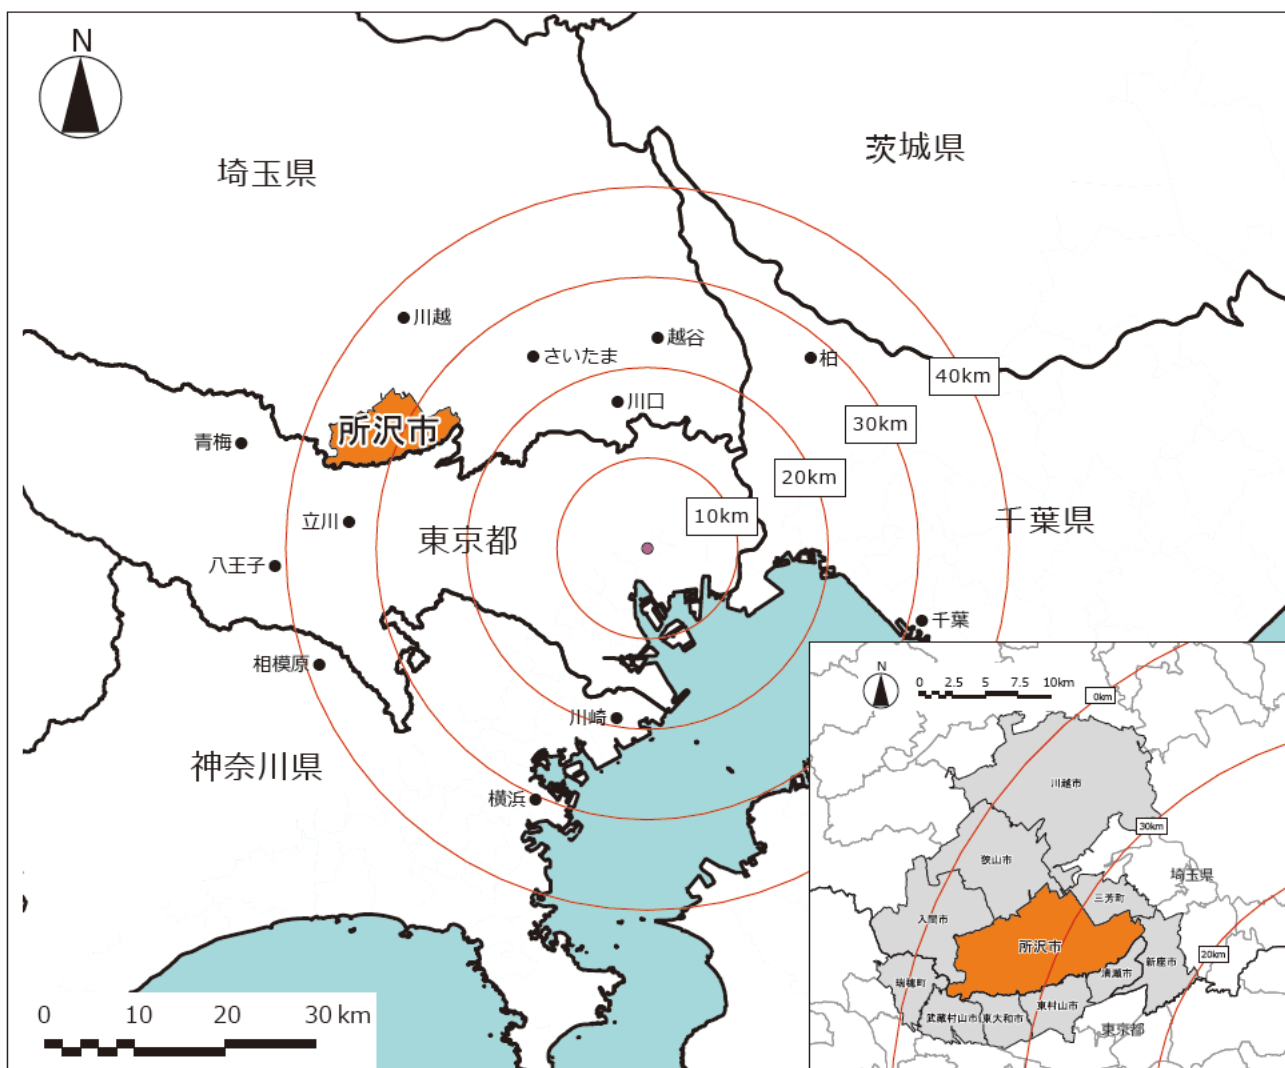 N
埼玉県
茨城県
川越
越谷
さいたま
柏
40km
川口
30km
所沢市
青梅
20km
10km
立川
東京都
千葉県
八王子
千葉
相模原
川崎
神奈川県
横浜
0 10 20 30 km
N
0 2.5 5 7.5 10km
0km
川越市
30km
狭山市
埼玉県
三芳町
入間市
所沢市
20km
新座市
清瀬市
瑞穂町
東村山市
武蔵村山市
東大和市
東京都